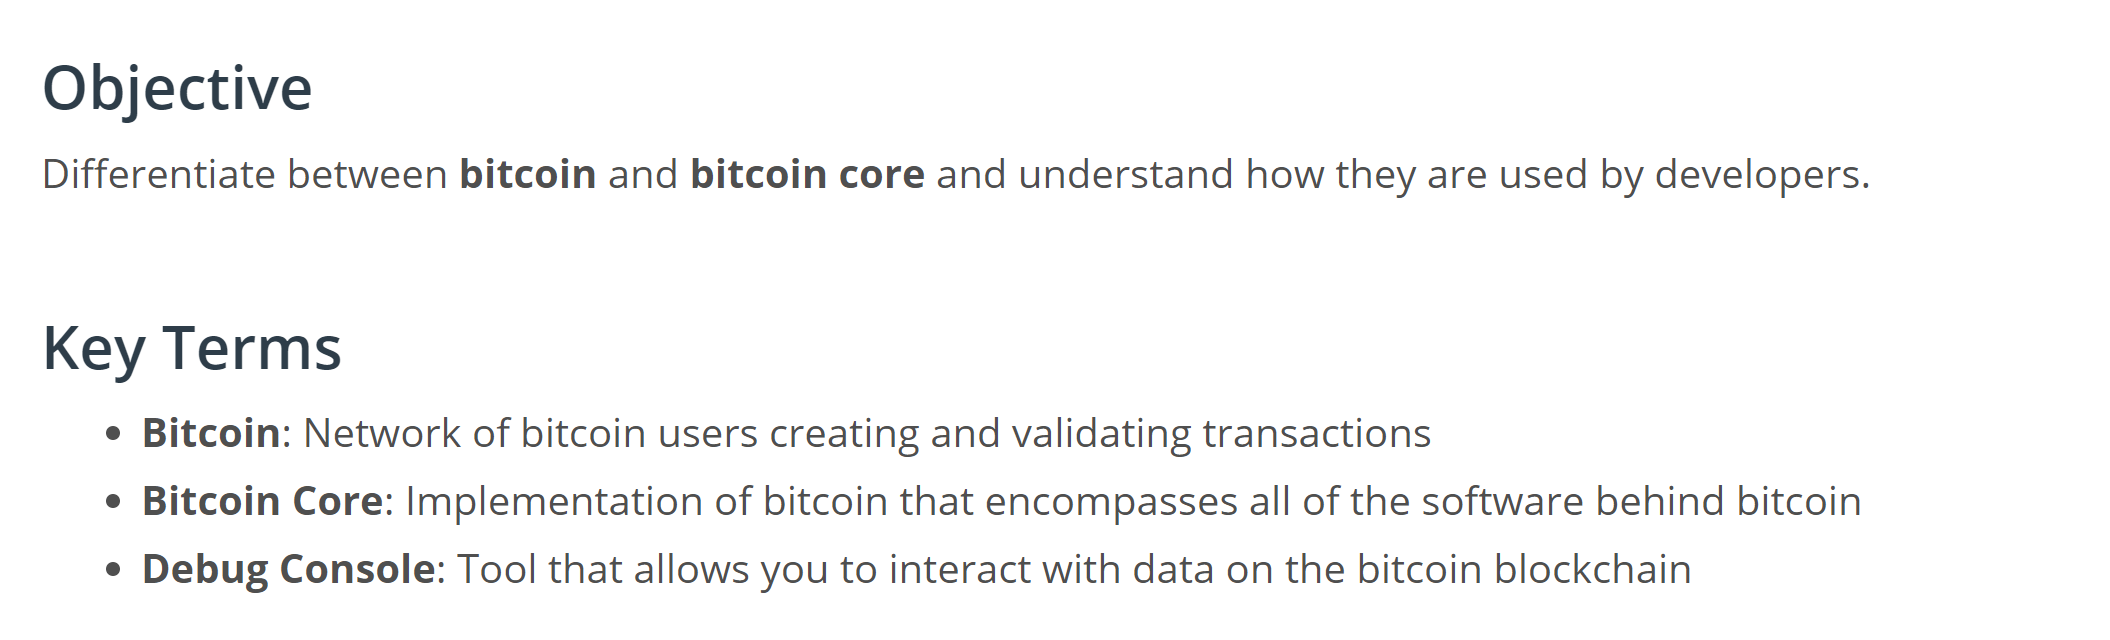 Objective
Differentiate between bitcoin and bitcoin core and understand how they are used by developers.
Key Terms
• Bitcoin: Network of bitcoin users creating and validating transactions
• Bitcoin Core: Implementation of bitcoin that encompasses all of the software behind bitcoin
• Debug Console: Tool that allows you to interact with data on the bitcoin blockchain